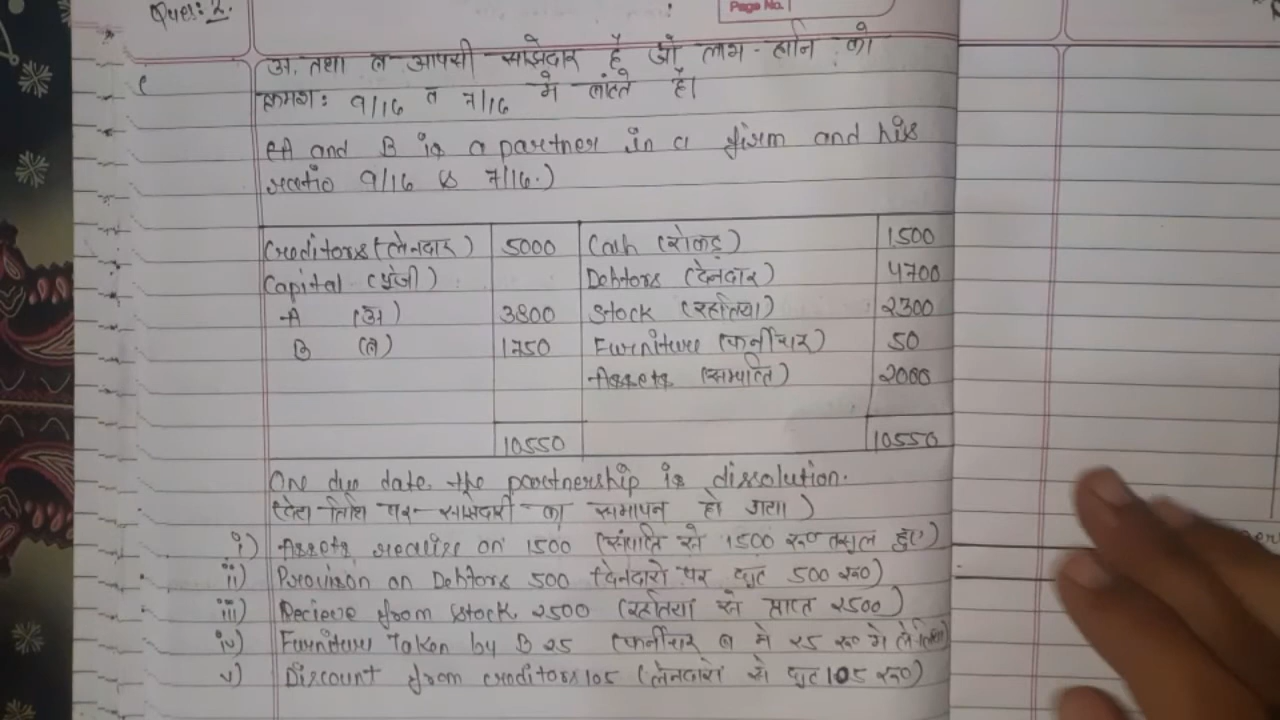 Ques: 2.
Page No.
अ. तथा ब आपसी साझेदार है जो लाभ - हानि को
क्रमश: 9/16 व 7/16 मे बांटते है।
(A and B is a partner in a firm and his
ratio 9/16 & 7/16.)
Creditors (लेनदार) 5000 Cash (रोकड़) 1500
Capital (पूंजी) Debtors (देनदार) 4700
A (अ) 3800 Stock (रहतिया) 2300
B (ब) 1750 Furniture (फर्नीचर) 50
Assets (सम्पत्ति) 2000
10550 10550
One due date the partnership is dissolution.
तिथि पर साझेदारी का समापन हो गया)
i) Assets realise on 1500 (संपत्ति से 1500 रू० वसूल हुए)
ii) Provison on Debtors 500 (देनदारो पर छुट 500 रू०)
iii) Recieve from Stock 2500 (रहतिया से प्राप्त 2500)
iv) Furniture Taken by B 25 (फर्नीचर ब ने 25 रू० मे ले लिया)
v) Discount from creditors 105 (लेनदारो से छुट 105 रू०)